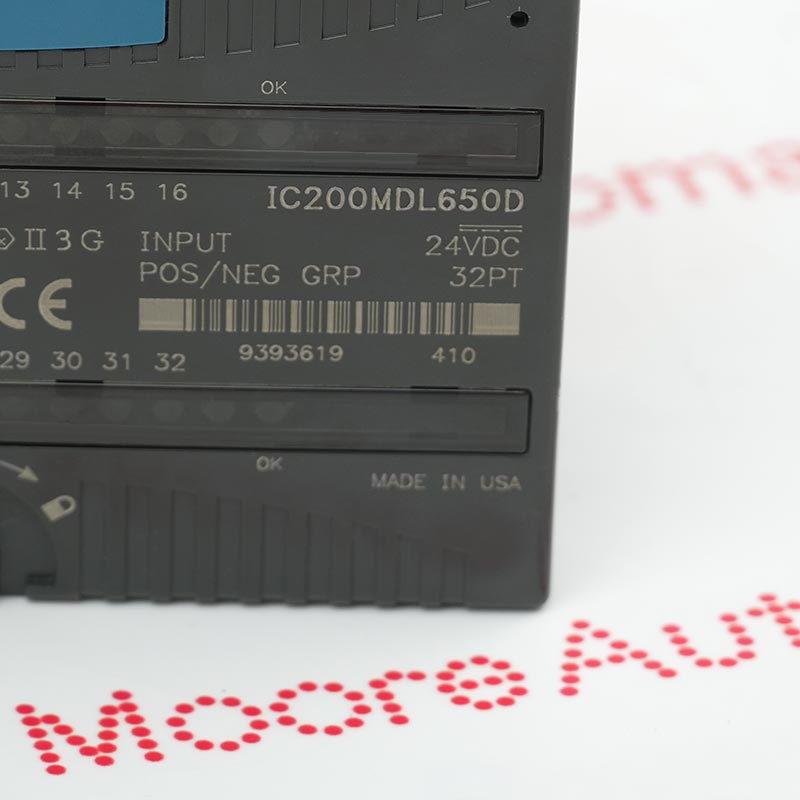 OK
13 14 15 16
IC200MDL650D
II 3 G
INPUT
24VDC
POS/NEG GRP
32PT
CE
9393619
410
29 30 31 32
OK
MADE IN USA
oma
Moore Aut